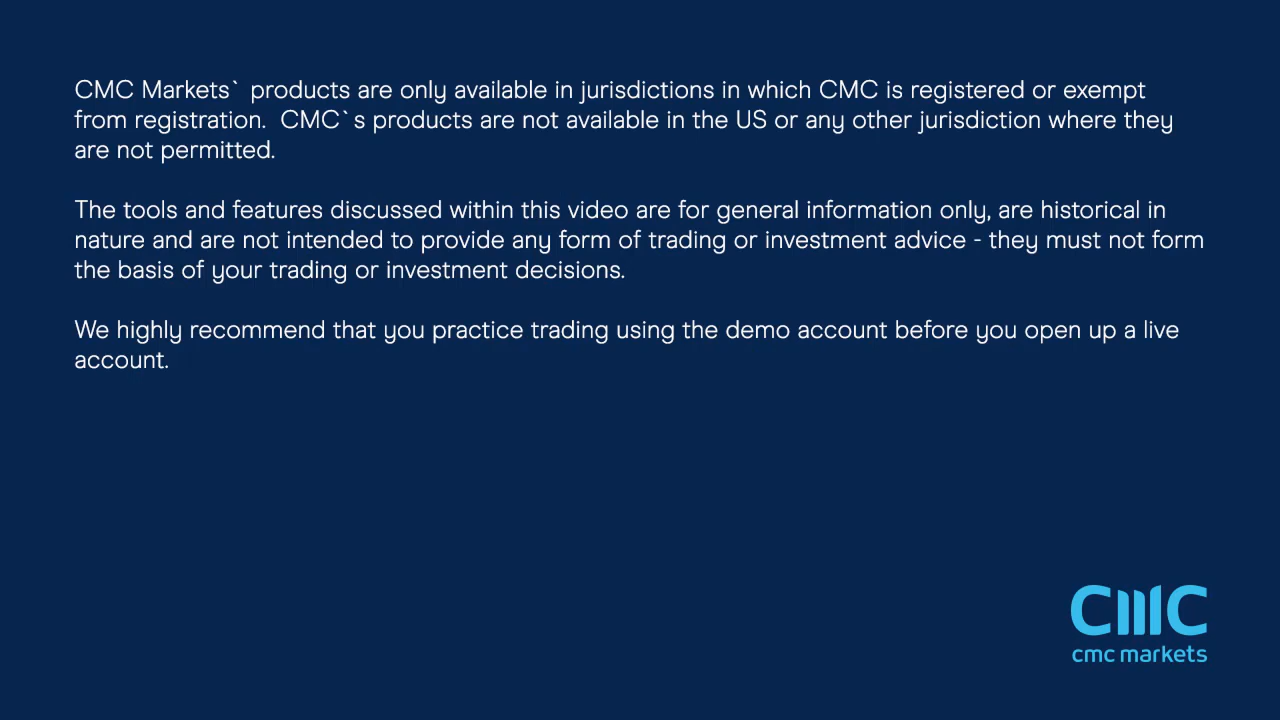 CMC Markets` products are only available in jurisdictions in which CMC is registered or exempt
from registration.  CMC`s products are not available in the US or any other jurisdiction where they
are not permitted.
The tools and features discussed within this video are for general information only, are historical in
nature and are not intended to provide any form of trading or investment advice - they must not form
the basis of your trading or investment decisions.
We highly recommend that you practice trading using the demo account before you open up a live
account.
CMC
cmc markets